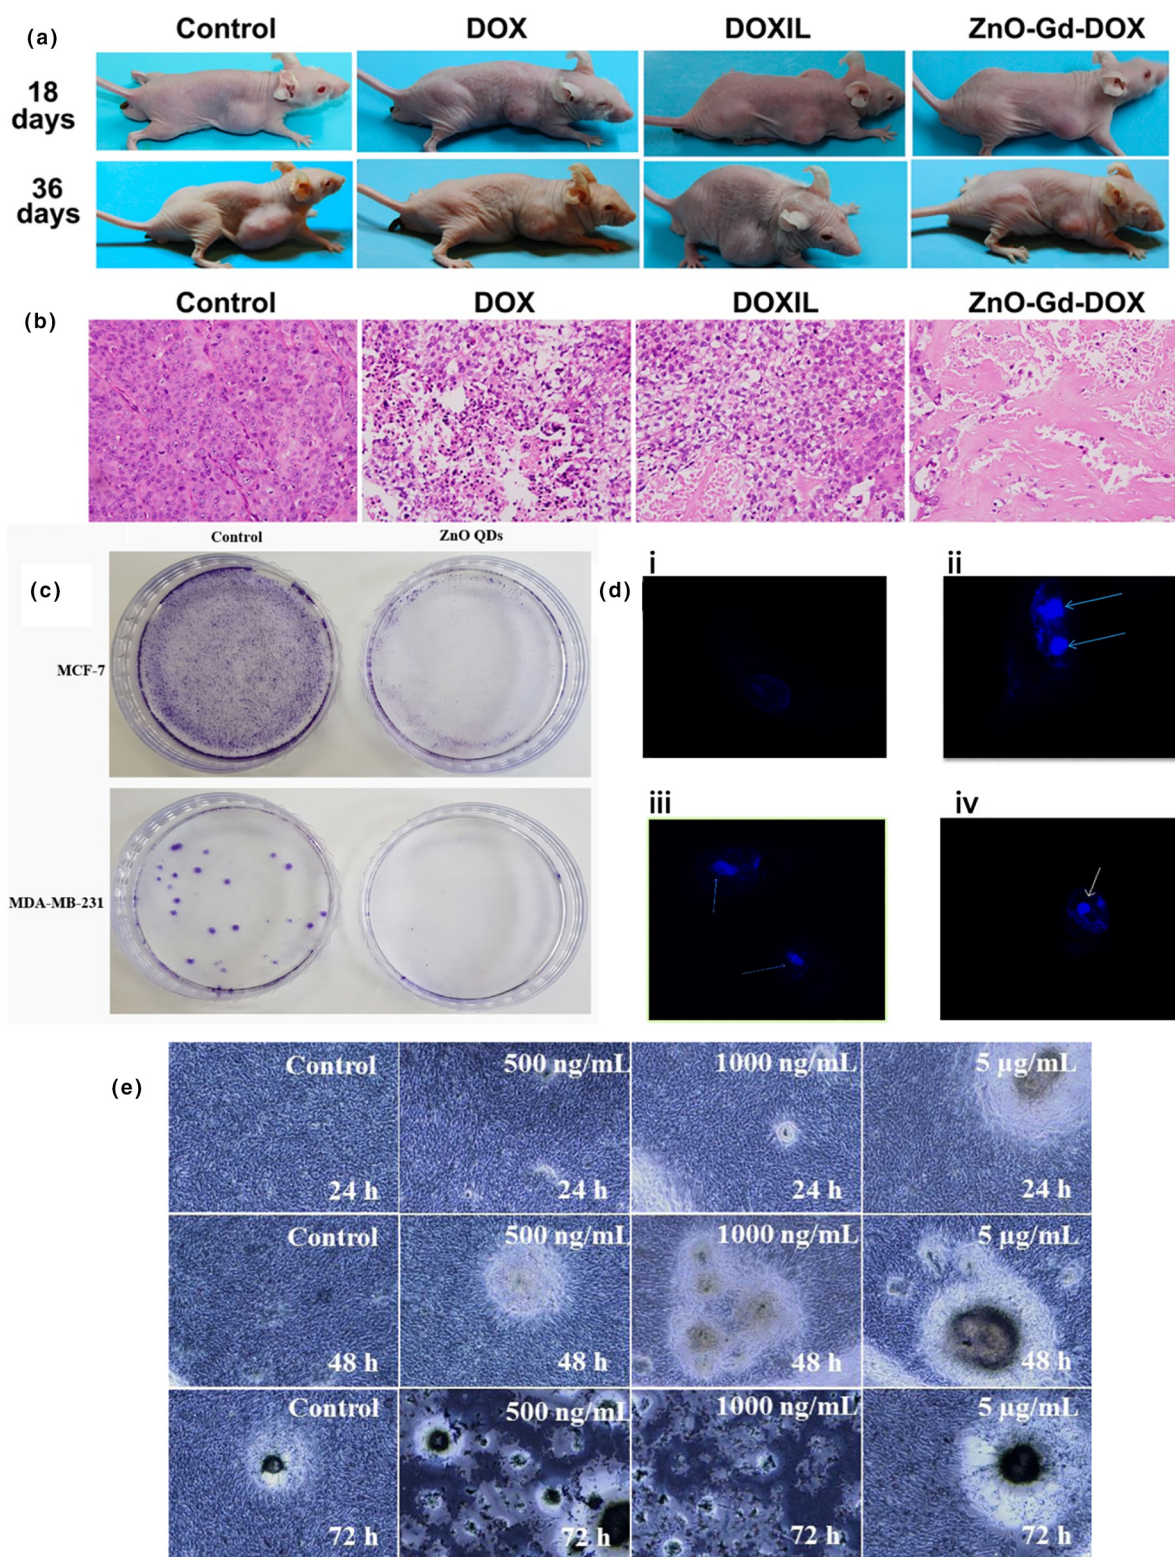 (a)
Control DOX DOXIL ZnO-Gd-DOX
18
days
36
days
(b)
Control DOX DOXIL ZnO-Gd-DOX
(c)
Control ZnO QDs
MCF-7
MDA-MB-231
(d)
i ii
iii iv
(e)
Control 500 ng/mL 1000 ng/mL 5 μg/mL
24 h 24 h 24 h 24 h
Control 500 ng/mL 1000 ng/mL 5 μg/mL
48 h 48 h 48 h 48 h
Control 500 ng/mL 1000 ng/mL 5 μg/mL
72 h 72 h 72 h 72 h